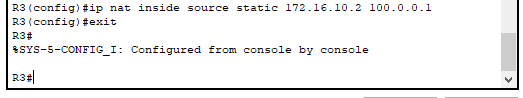 R3(config)#ip nat inside source static 172.16.10.2 100.0.0.1
R3(config)#exit
R3#
%SYS-5-CONFIG_I: Configured from console by console
R3#